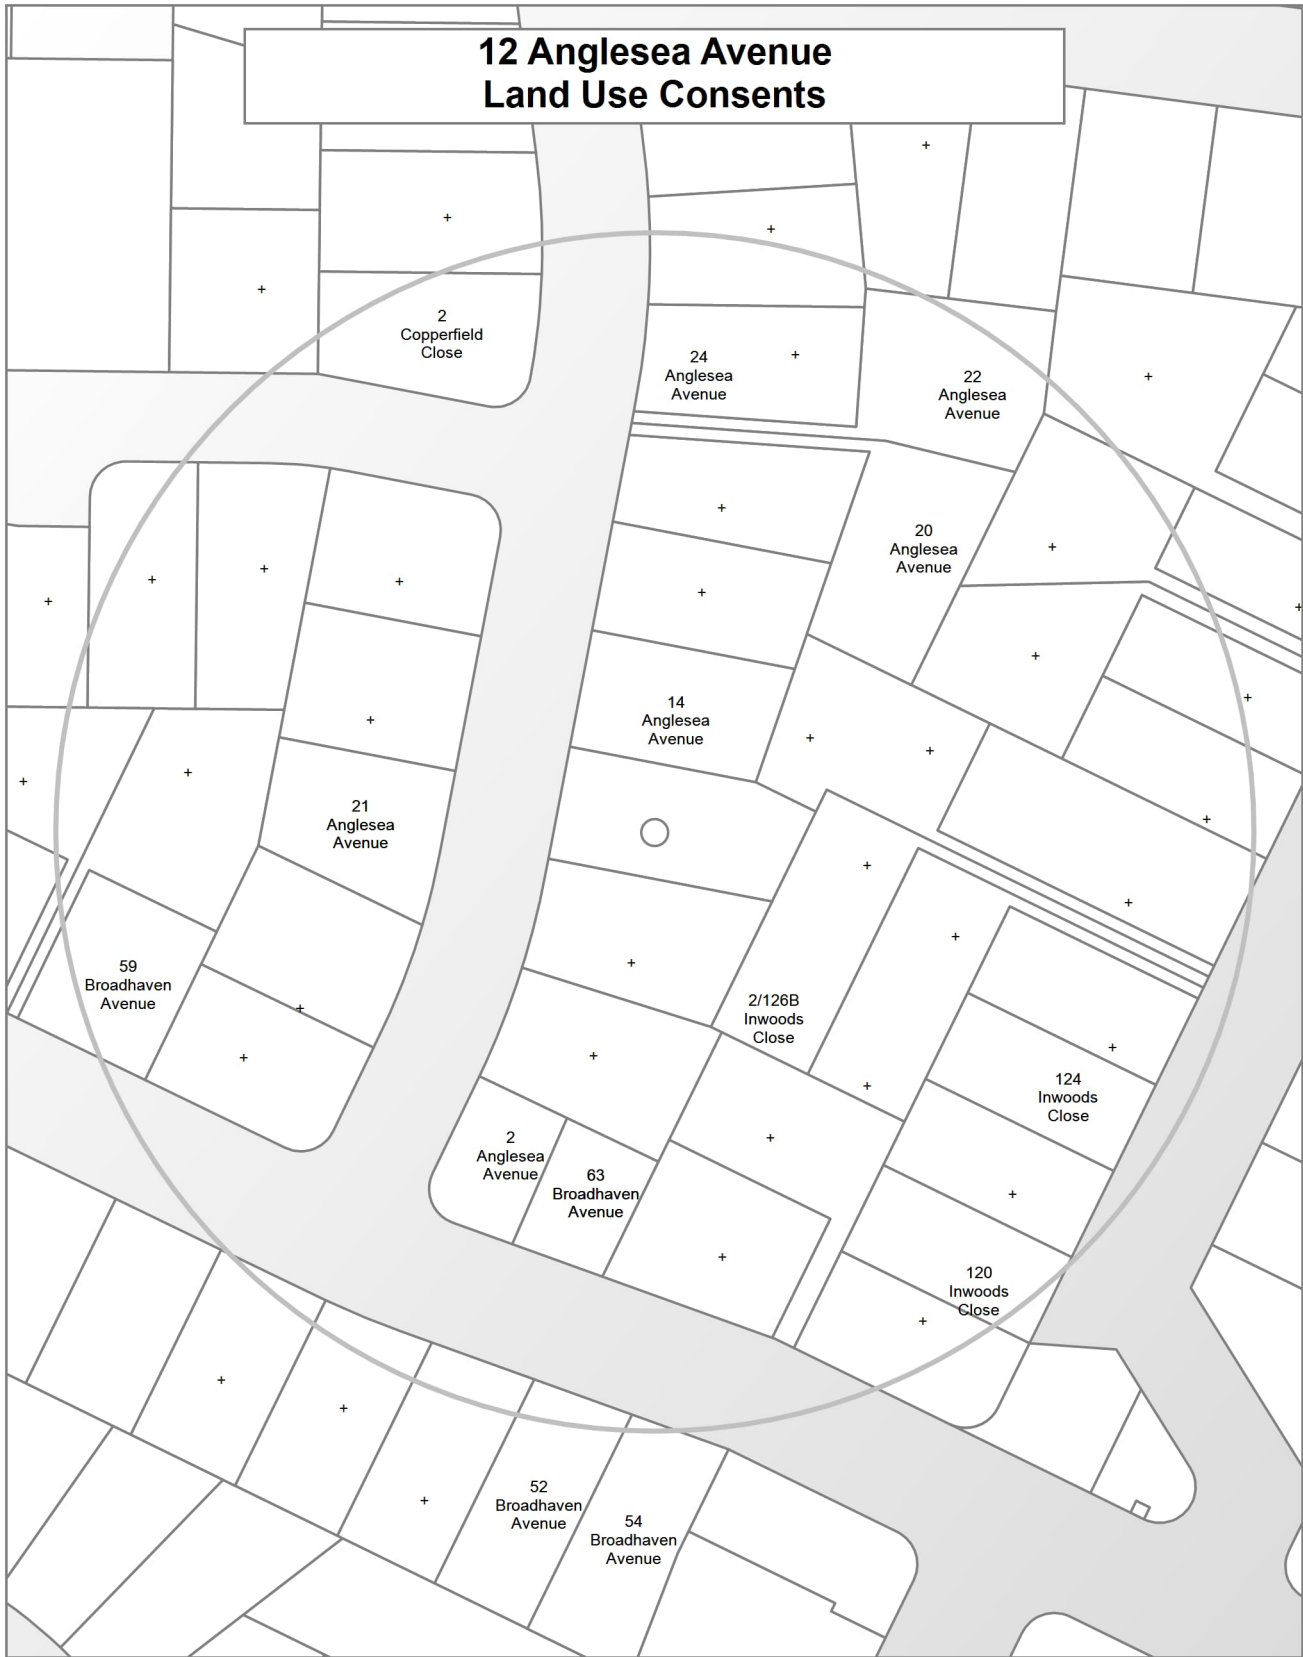 12 Anglesea Avenue
Land Use Consents
2
Copperfield
Close
24
Anglesea
Avenue
22
Anglesea
Avenue
20
Anglesea
Avenue
14
Anglesea
Avenue
21
Anglesea
Avenue
59
Broadhaven
Avenue
2/126B
Inwoods
Close
124
Inwoods
Close
2
Anglesea
Avenue
63
Broadhaven
Avenue
120
Inwoods
Close
52
Broadhaven
Avenue
54
Broadhaven
Avenue